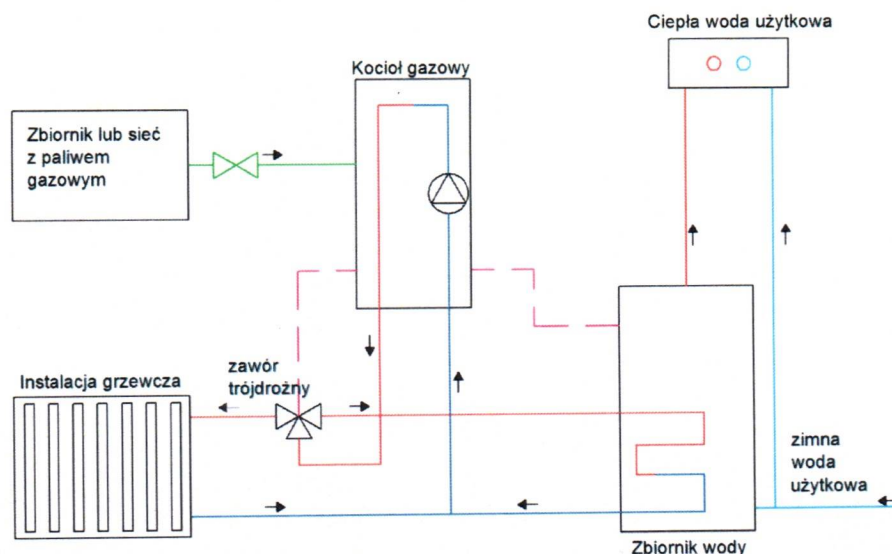 Ciepła woda użytkowa
Kocioł gazowy
Zbiornik lub sieć
z paliwem
gazowym
zawór
trójdrożny
Instalacja grzewcza
zimna
woda
użytkowa
Zbiornik wody